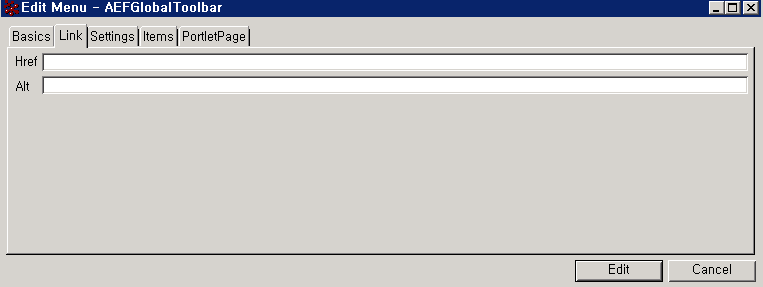 Edit Menu - AEFGlobalToolbar
Basics Link Settings Items PortletPage
Href
Alt
Edit Cancel